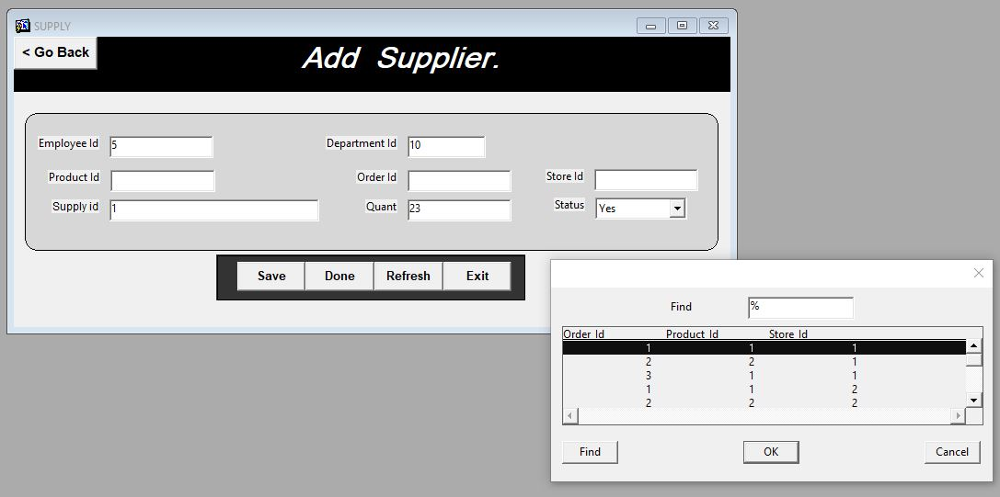 SUPPLY
< Go Back
Add Supplier.
Employee Id 5 Department Id 10
Product Id Order Id Store Id
Supply id 1 Quant 23 Status Yes
Save Done Refresh Exit
Find %
Order Id Product Id Store Id
1 1 1
2 2 1
3 1 1
1 1 2
2 2 2
Find OK Cancel